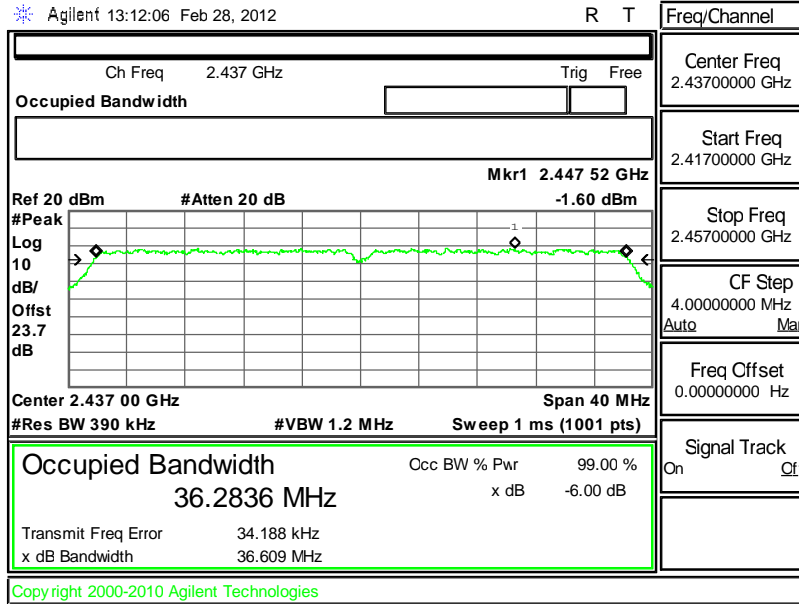 Agilent 13:12:06 Feb 28, 2012 R T
Freq/Channel
Ch Freq 2.437 GHz Trig Free
Occupied Bandwidth
Center Freq
2.43700000 GHz
Start Freq
2.41700000 GHz
Stop Freq
2.45700000 GHz
CF Step
4.00000000 MHz
Auto Mar
Freq Offset
0.00000000 Hz
Signal Track
On Of
Mkr1 2.447 52 GHz
Ref 20 dBm #Atten 20 dB -1.60 dBm
#Peak
Log
10
dB/
Offst
23.7
dB
1
Center 2.437 00 GHz Span 40 MHz
#Res BW 390 kHz #VBW 1.2 MHz Sweep 1 ms (1001 pts)
Occupied Bandwidth
36.2836 MHz
Occ BW % Pwr 99.00 %
x dB -6.00 dB
Transmit Freq Error 34.188 kHz
x dB Bandwidth 36.609 MHz
Copyright 2000-2010 Agilent Technologies